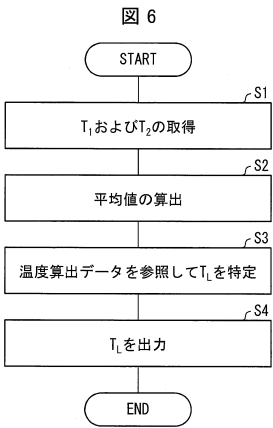 図6
START
S1
T₁およびT₂の取得
S2
平均値の算出
S3
温度算出データを参照してTLを特定
S4
TLを出力
END